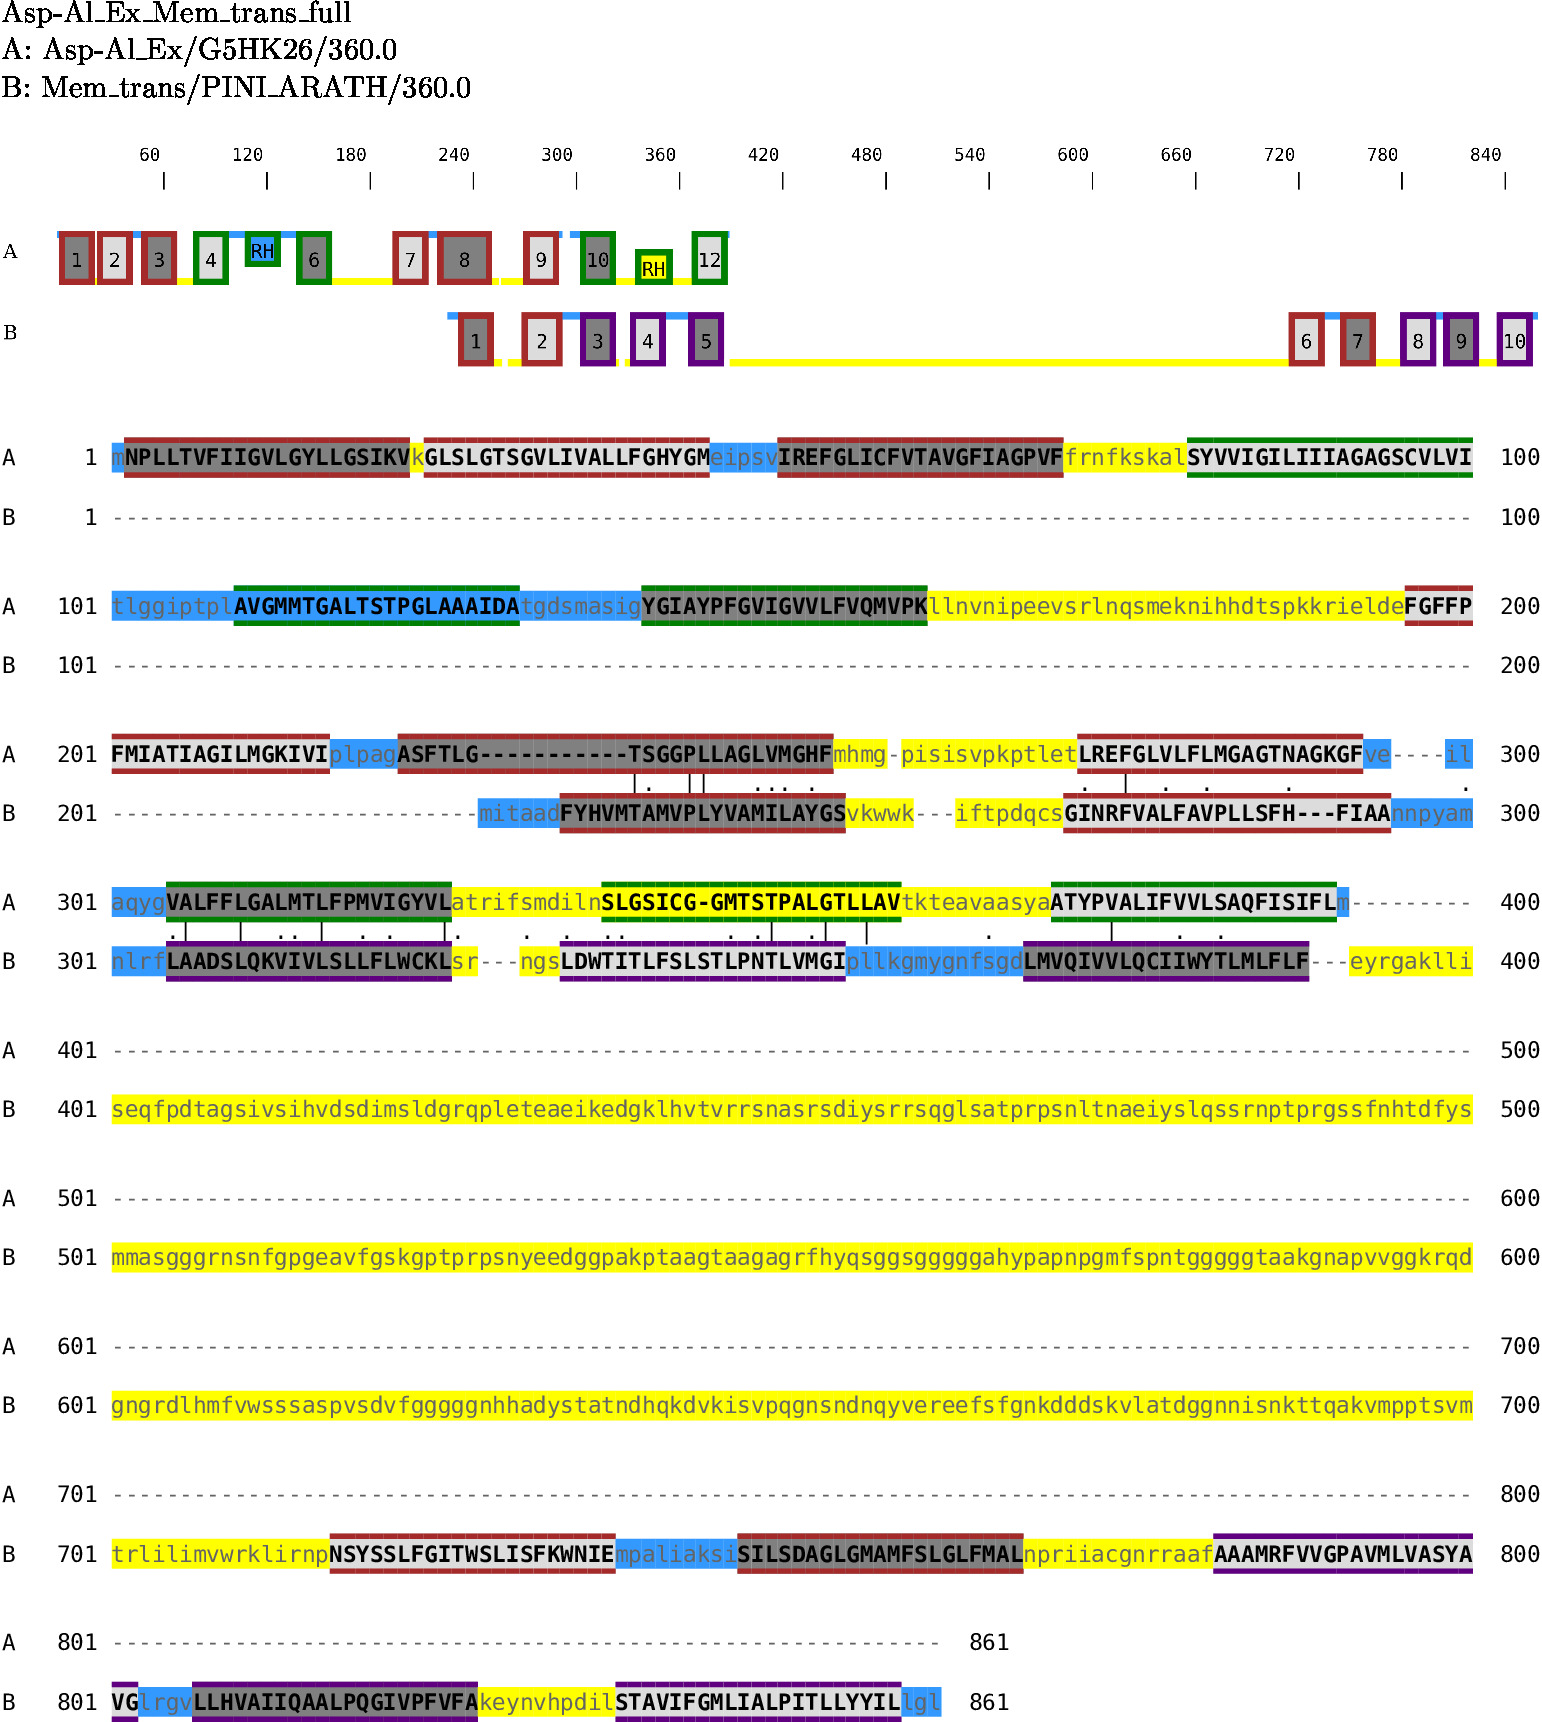 Asp-Al_Ex_Mem_trans_full
A: Asp-Al_Ex/G5HK26/360.0
B: Mem_trans/PINI_ARATH/360.0
60 120 180 240 300 360 420 480 540 600 660 720 780 840
A 1 2 3 4 RH 6 7 8 9 10 RH 12
B 1 2 3 4 5 6 7 8 9 10
A 1 mNPLLTVFIIGVLGYLLGSIKVkGLSLGTSGVLIVALLFGHYGMeipsvIREFGLICFVTAVGFIAGPVFfrnfkskalSYVVIGILIIIAGAGSCVLVI 100
B 1 ---------------------------------------------------------------------------------------------------- 100
A 101 tlggiptplAVGMMTGALTSTPGLAAAIDAtgdsmasigYGIAYPFGVIGVVLFVQMVPKllnvnipeevsrlnqsmeknihhdtspkkrieldeFGFFP 200
B 101 ---------------------------------------------------------------------------------------------------- 200
A 201 FMIATIAGILMGKIVIplpagASFTLG-----------TSGGPLLAGLVMGHFmhmg-pisisvpkptletLREFGLVLFLMGAGTNAGKGFve----il 300
B 201 ---------------------------mitaadFYHVMTAMVPLYVAMILAYGSvkwwk---iftpdqcsGINRFVALFAVPLLSFH---FIAAnnpyam 300
A 301 aqygVALFFLGALMTLFPMVIGYVLatrifsmdilnSLGSICG-GMTSTPALGTLLAVtkteavaasyaATYPVALIFVVLSAQFISIFLm--------- 400
B 301 nlrfLAADSLQKVIVLSLLFLWCKLsr---ngsLDWTITLFSLSTLPNTLVMGIpllkgmygnfsgdLMVQIVVLQCIIWYTLMLFLF---eyrgaklli 400
A 401 ---------------------------------------------------------------------------------------------------- 500
B 401 seqfpdtagsivsihvdsdimsldgrqpleteaeikedgklhvtvrrsnasrsdiysrrsqglsatprpsnltnaeiyslqssrnptprgssfnhtdfys 500
A 501 ---------------------------------------------------------------------------------------------------- 600
B 501 mmasgggrnsnfgpgeavfgskgptprpsnyeedggpakptaagtaagagrfhyqsggsgggggahypapnpgmfspntgggggtaakgnapvvggkrqd 600
A 601 ---------------------------------------------------------------------------------------------------- 700
B 601 gngrdlhmfvwsssaspvsdvfgggggnhhadystatndhqkdvkisvpqgnsndnqyvereefsfgnkdddskvlatdggnnisnkttqakvmpptsvm 700
A 701 ---------------------------------------------------------------------------------------------------- 800
B 701 trlilimvwrklirnpNSYSSLFGITWSLISFKWNIEmpaliaksiSILSDAGLGMAMFSLGLFMALnpriiacgnrraafAAAMRFVVGPAVMLVASYA 800
A 801 ------------------------------------------------------------- 861
B 801 VGlrgvLLHVAIIQAALPQGIVPFVFAkeynvhpdilSTAVIFGMLIALPITLLYYILlgl 861